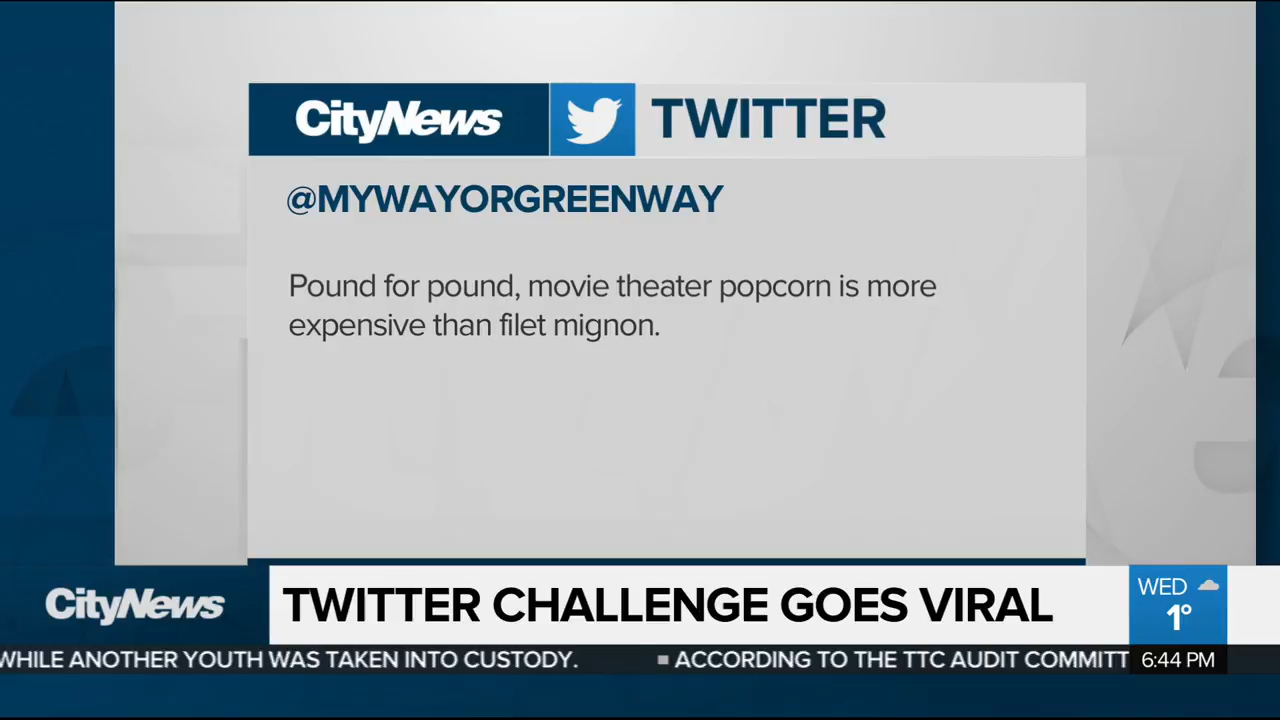 CityNews TWITTER
@MYWAYORGREENWAY
Pound for pound, movie theater popcorn is more
expensive than filet mignon.
CityNews TWITTER CHALLENGE GOES VIRAL WED
1°
WHILE ANOTHER YOUTH WAS TAKEN INTO CUSTODY. ACCORDING TO THE TTC AUDIT COMMITT 6:44 PM